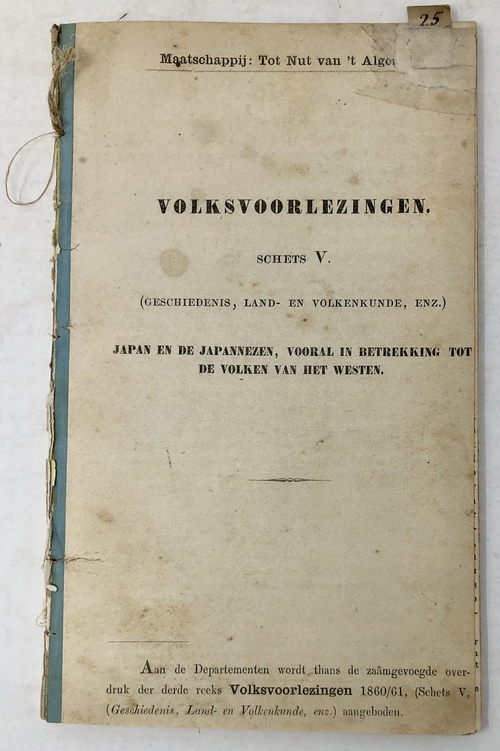 25
Maatschappij: Tot Nut van 't
VOLKSVOORLEZINGEN.
SCHETS V.
(GESCHIEDENIS, LAND- EN VOLKENKUNDE, ENZ.)
JAPAN EN DE JAPANNEZEN, VOORAL IN BETREKKING TOT
DE VOLKEN VAN HET WESTEN.
Aan de Departementen wordt thans de zaâmgevoegde over-
druk der derde reeks Volksvoorlezingen 1860/61, (Schets V,
(Geschiedenis, Land- en Volkenkunde, enz.) aangeboden.